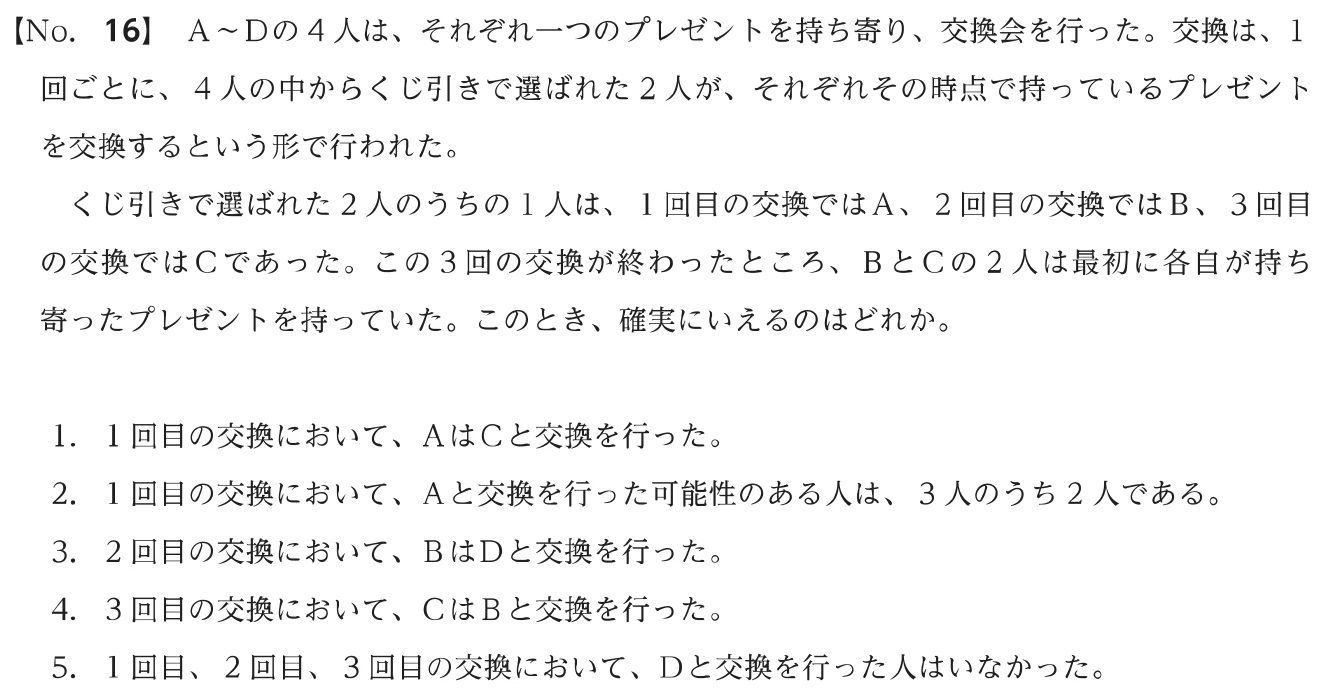 【No. 16】 A～Dの4人は、それぞれ一つのプレゼントを持ち寄り、交換会を行った。交換は、1
回ごとに、4人の中からくじ引きで選ばれた2人が、それぞれその時点で持っているプレゼント
を交換するという形で行われた。
くじ引きで選ばれた2人のうちの1人は、1回目の交換ではA、2回目の交換ではB、3回目
の交換ではCであった。この3回の交換が終わったところ、BとCの2人は最初に各自が持ち
寄ったプレゼントを持っていた。このとき、確実にいえるのはどれか。
1. 1回目の交換において、AはCと交換を行った。
2. 1回目の交換において、Aと交換を行った可能性のある人は、3人のうち2人である。
3. 2回目の交換において、BはDと交換を行った。
4. 3回目の交換において、CはBと交換を行った。
5. 1回目、2回目、3回目の交換において、Dと交換を行った人はいなかった。